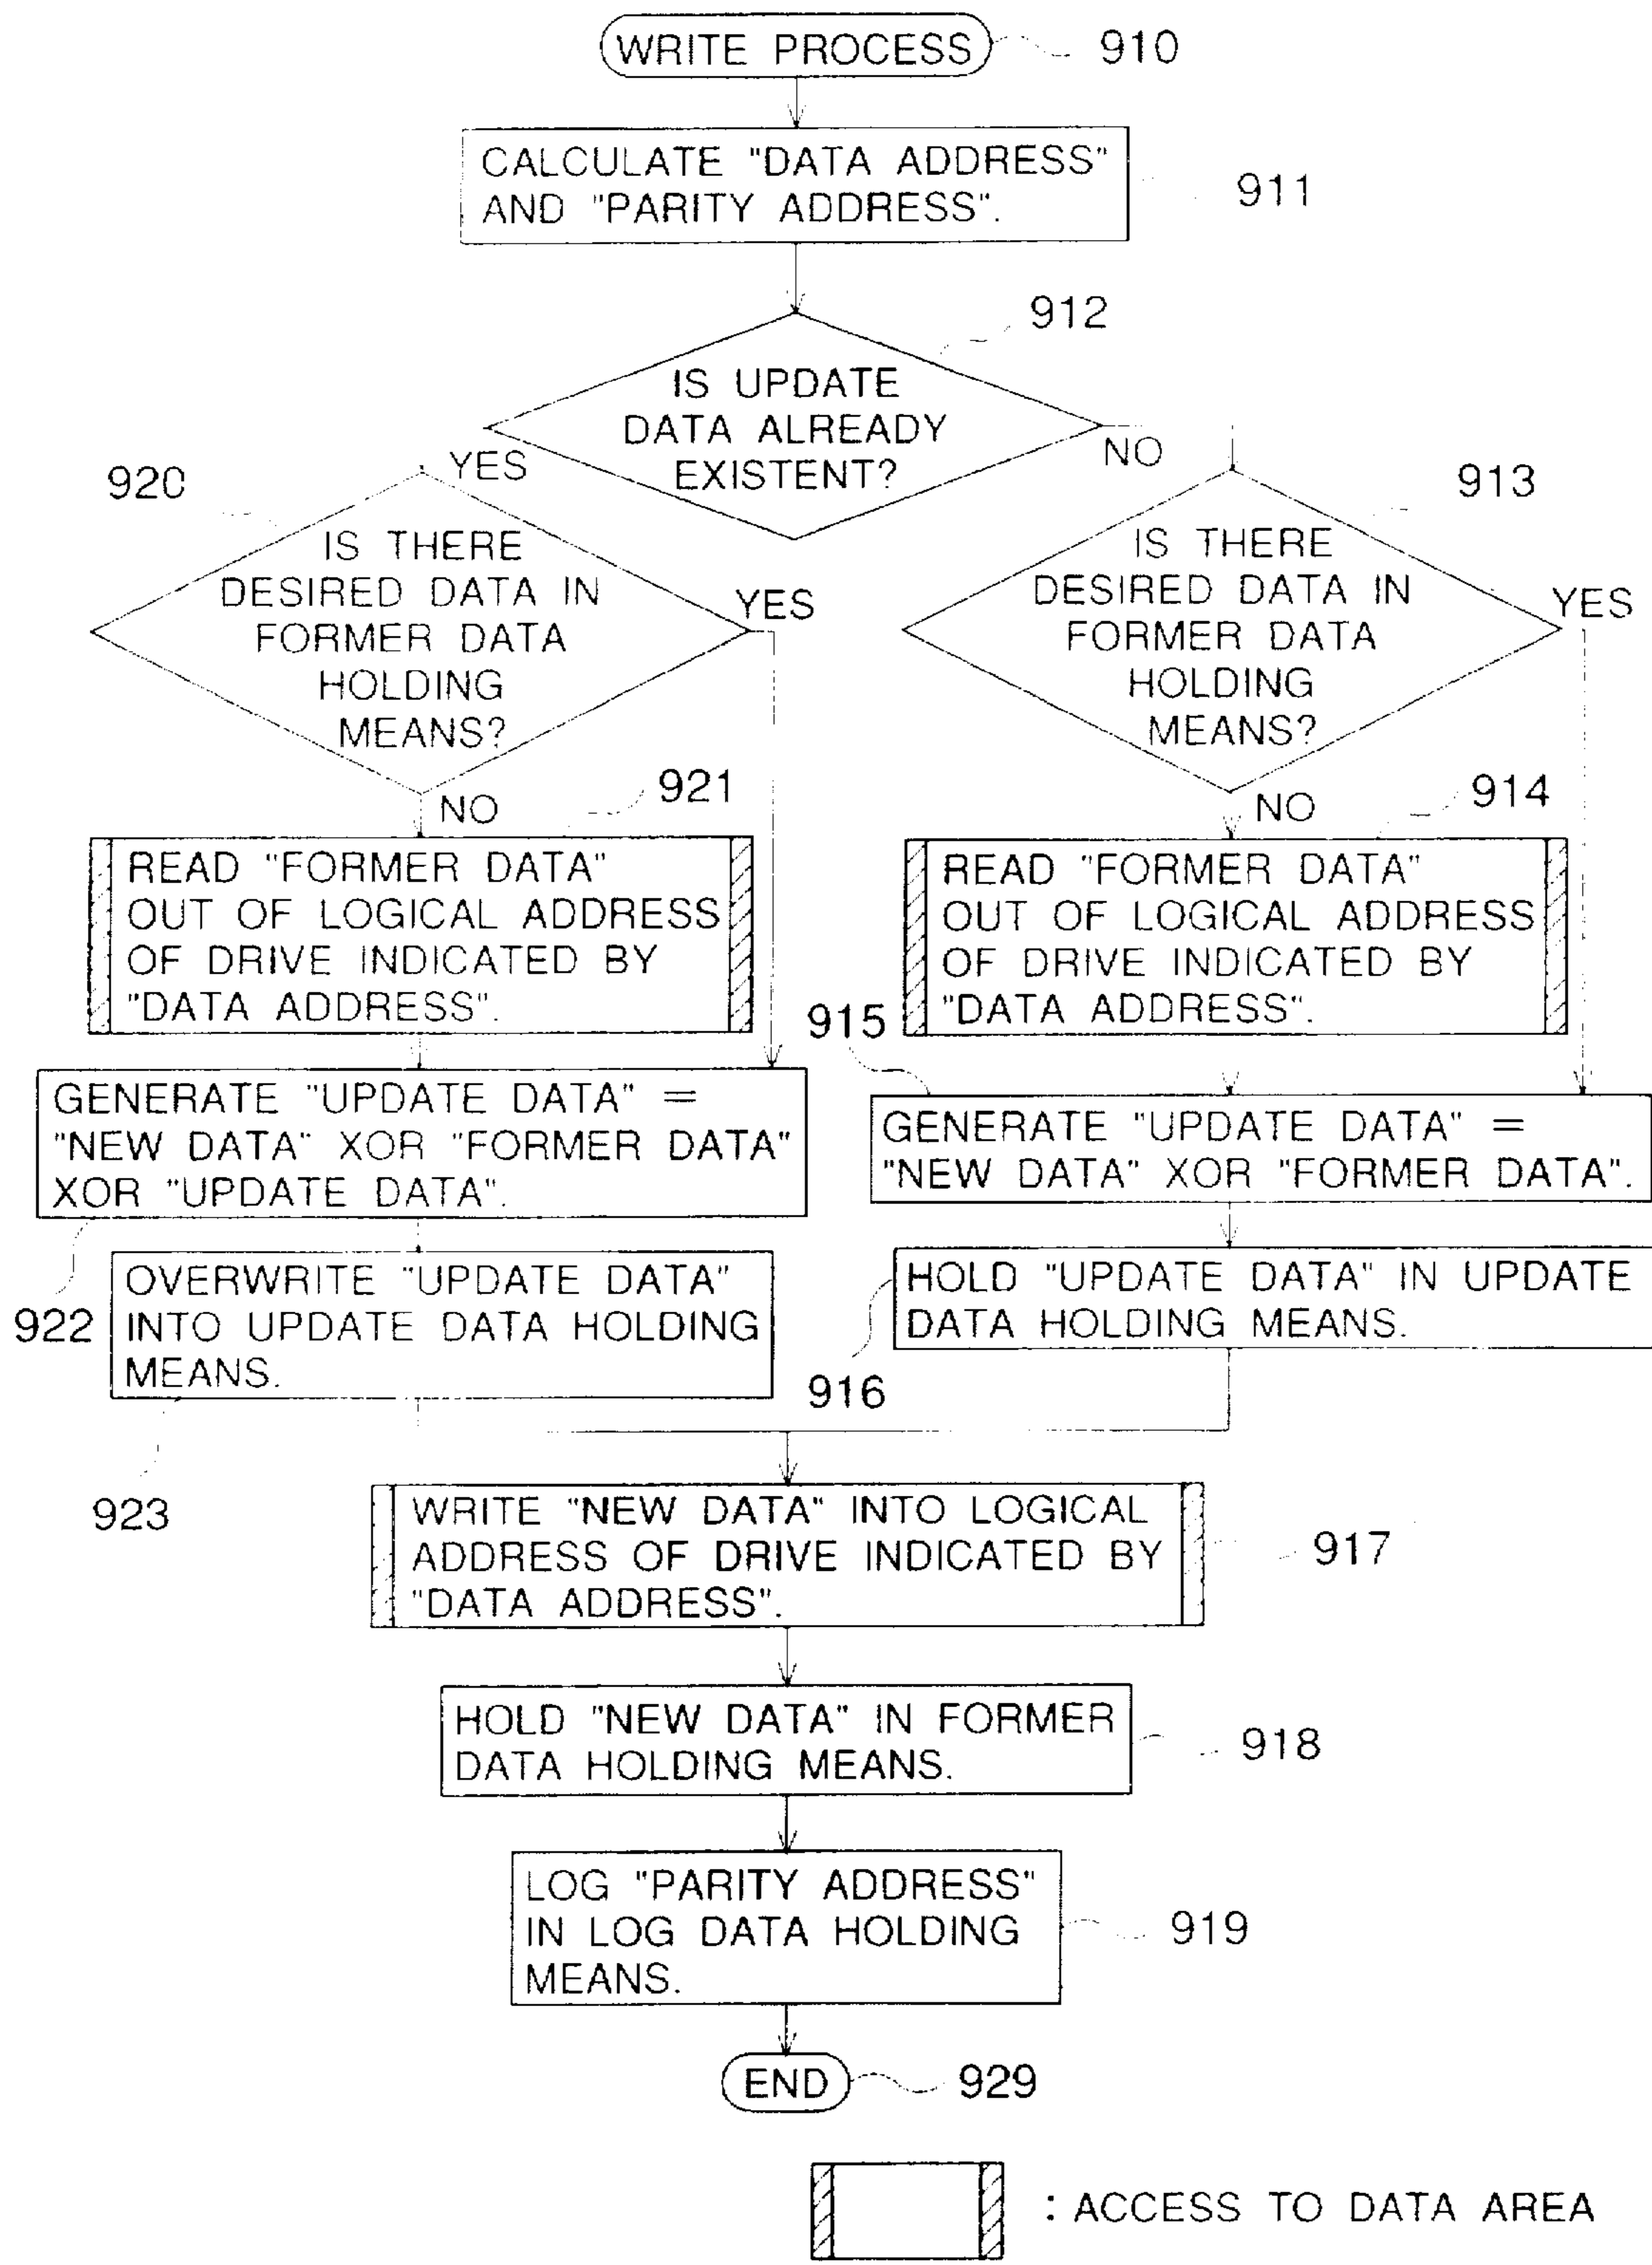 WRITE PROCESS
910
CALCULATE "DATA ADDRESS"
AND "PARITY ADDRESS".
911
912
IS UPDATE
DATA ALREADY
EXISTENT?
YES
NO
920
IS THERE
DESIRED DATA IN
FORMER DATA
HOLDING
MEANS?
YES
NO
913
IS THERE
DESIRED DATA IN
FORMER DATA
HOLDING
MEANS?
YES
NO
921
READ "FORMER DATA"
OUT OF LOGICAL ADDRESS
OF DRIVE INDICATED BY
"DATA ADDRESS".
914
READ "FORMER DATA"
OUT OF LOGICAL ADDRESS
OF DRIVE INDICATED BY
"DATA ADDRESS".
915
GENERATE "UPDATE DATA" =
"NEW DATA" XOR "FORMER DATA"
XOR "UPDATE DATA".
GENERATE "UPDATE DATA" =
"NEW DATA" XOR "FORMER DATA".
922
OVERWRITE "UPDATE DATA"
INTO UPDATE DATA HOLDING
MEANS.
HOLD "UPDATE DATA" IN UPDATE
DATA HOLDING MEANS.
916
923
WRITE "NEW DATA" INTO LOGICAL
ADDRESS OF DRIVE INDICATED BY
"DATA ADDRESS".
917
HOLD "NEW DATA" IN FORMER
DATA HOLDING MEANS.
918
LOG "PARITY ADDRESS"
IN LOG DATA HOLDING
MEANS.
919
END
929
: ACCESS TO DATA AREA